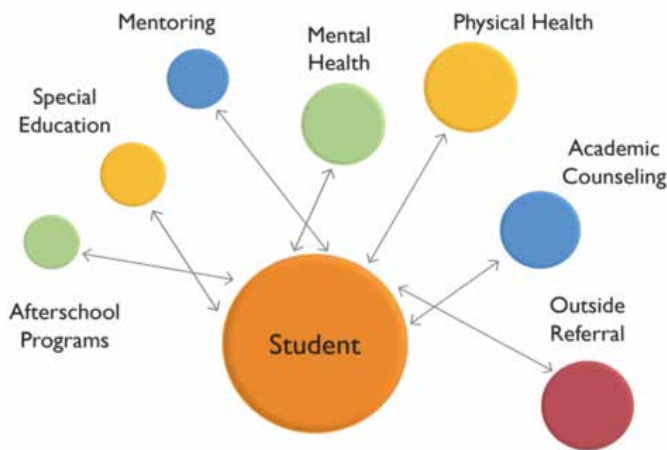 Mentoring
Mental
Health
Physical Health
Special
Education
Academic
Counseling
Afterschool
Programs
Outside
Referral
Student